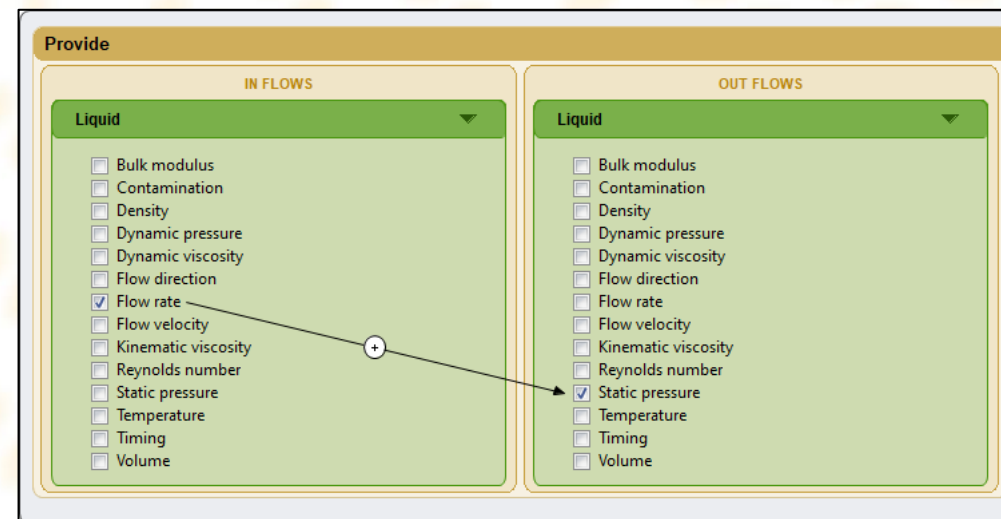 Provide
IN FLOWS
Liquid
Bulk modulus
Contamination
Density
Dynamic pressure
Dynamic viscosity
Flow direction
Flow rate
Flow velocity
Kinematic viscosity
Reynolds number
Static pressure
Temperature
Timing
Volume
+
OUT FLOWS
Liquid
Bulk modulus
Contamination
Density
Dynamic pressure
Dynamic viscosity
Flow direction
Flow rate
Flow velocity
Kinematic viscosity
Reynolds number
Static pressure
Temperature
Timing
Volume